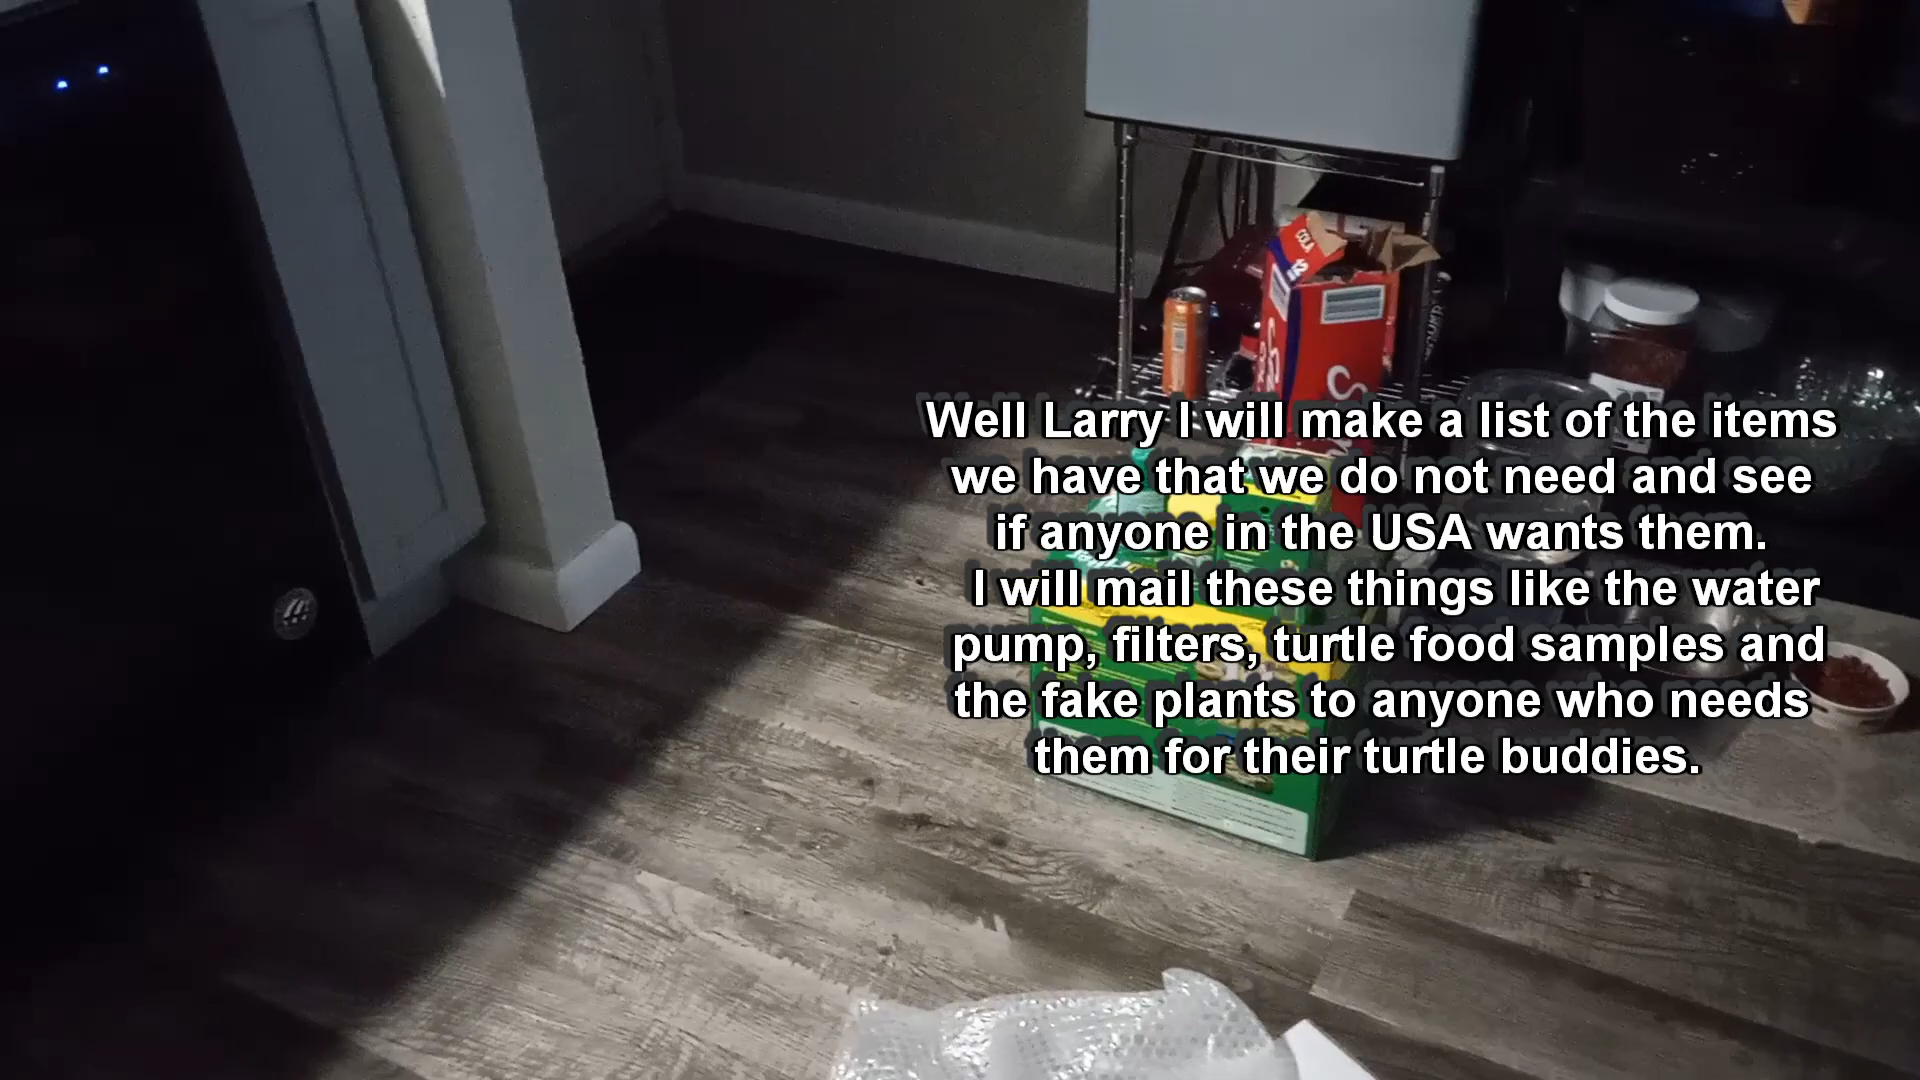 COLA
12
Well Larry I will make a list of the items
we have that we do not need and see
if anyone in the USA wants them.
I will mail these things like the water
pump, filters, turtle food samples and
the fake plants to anyone who needs
them for their turtle buddies.